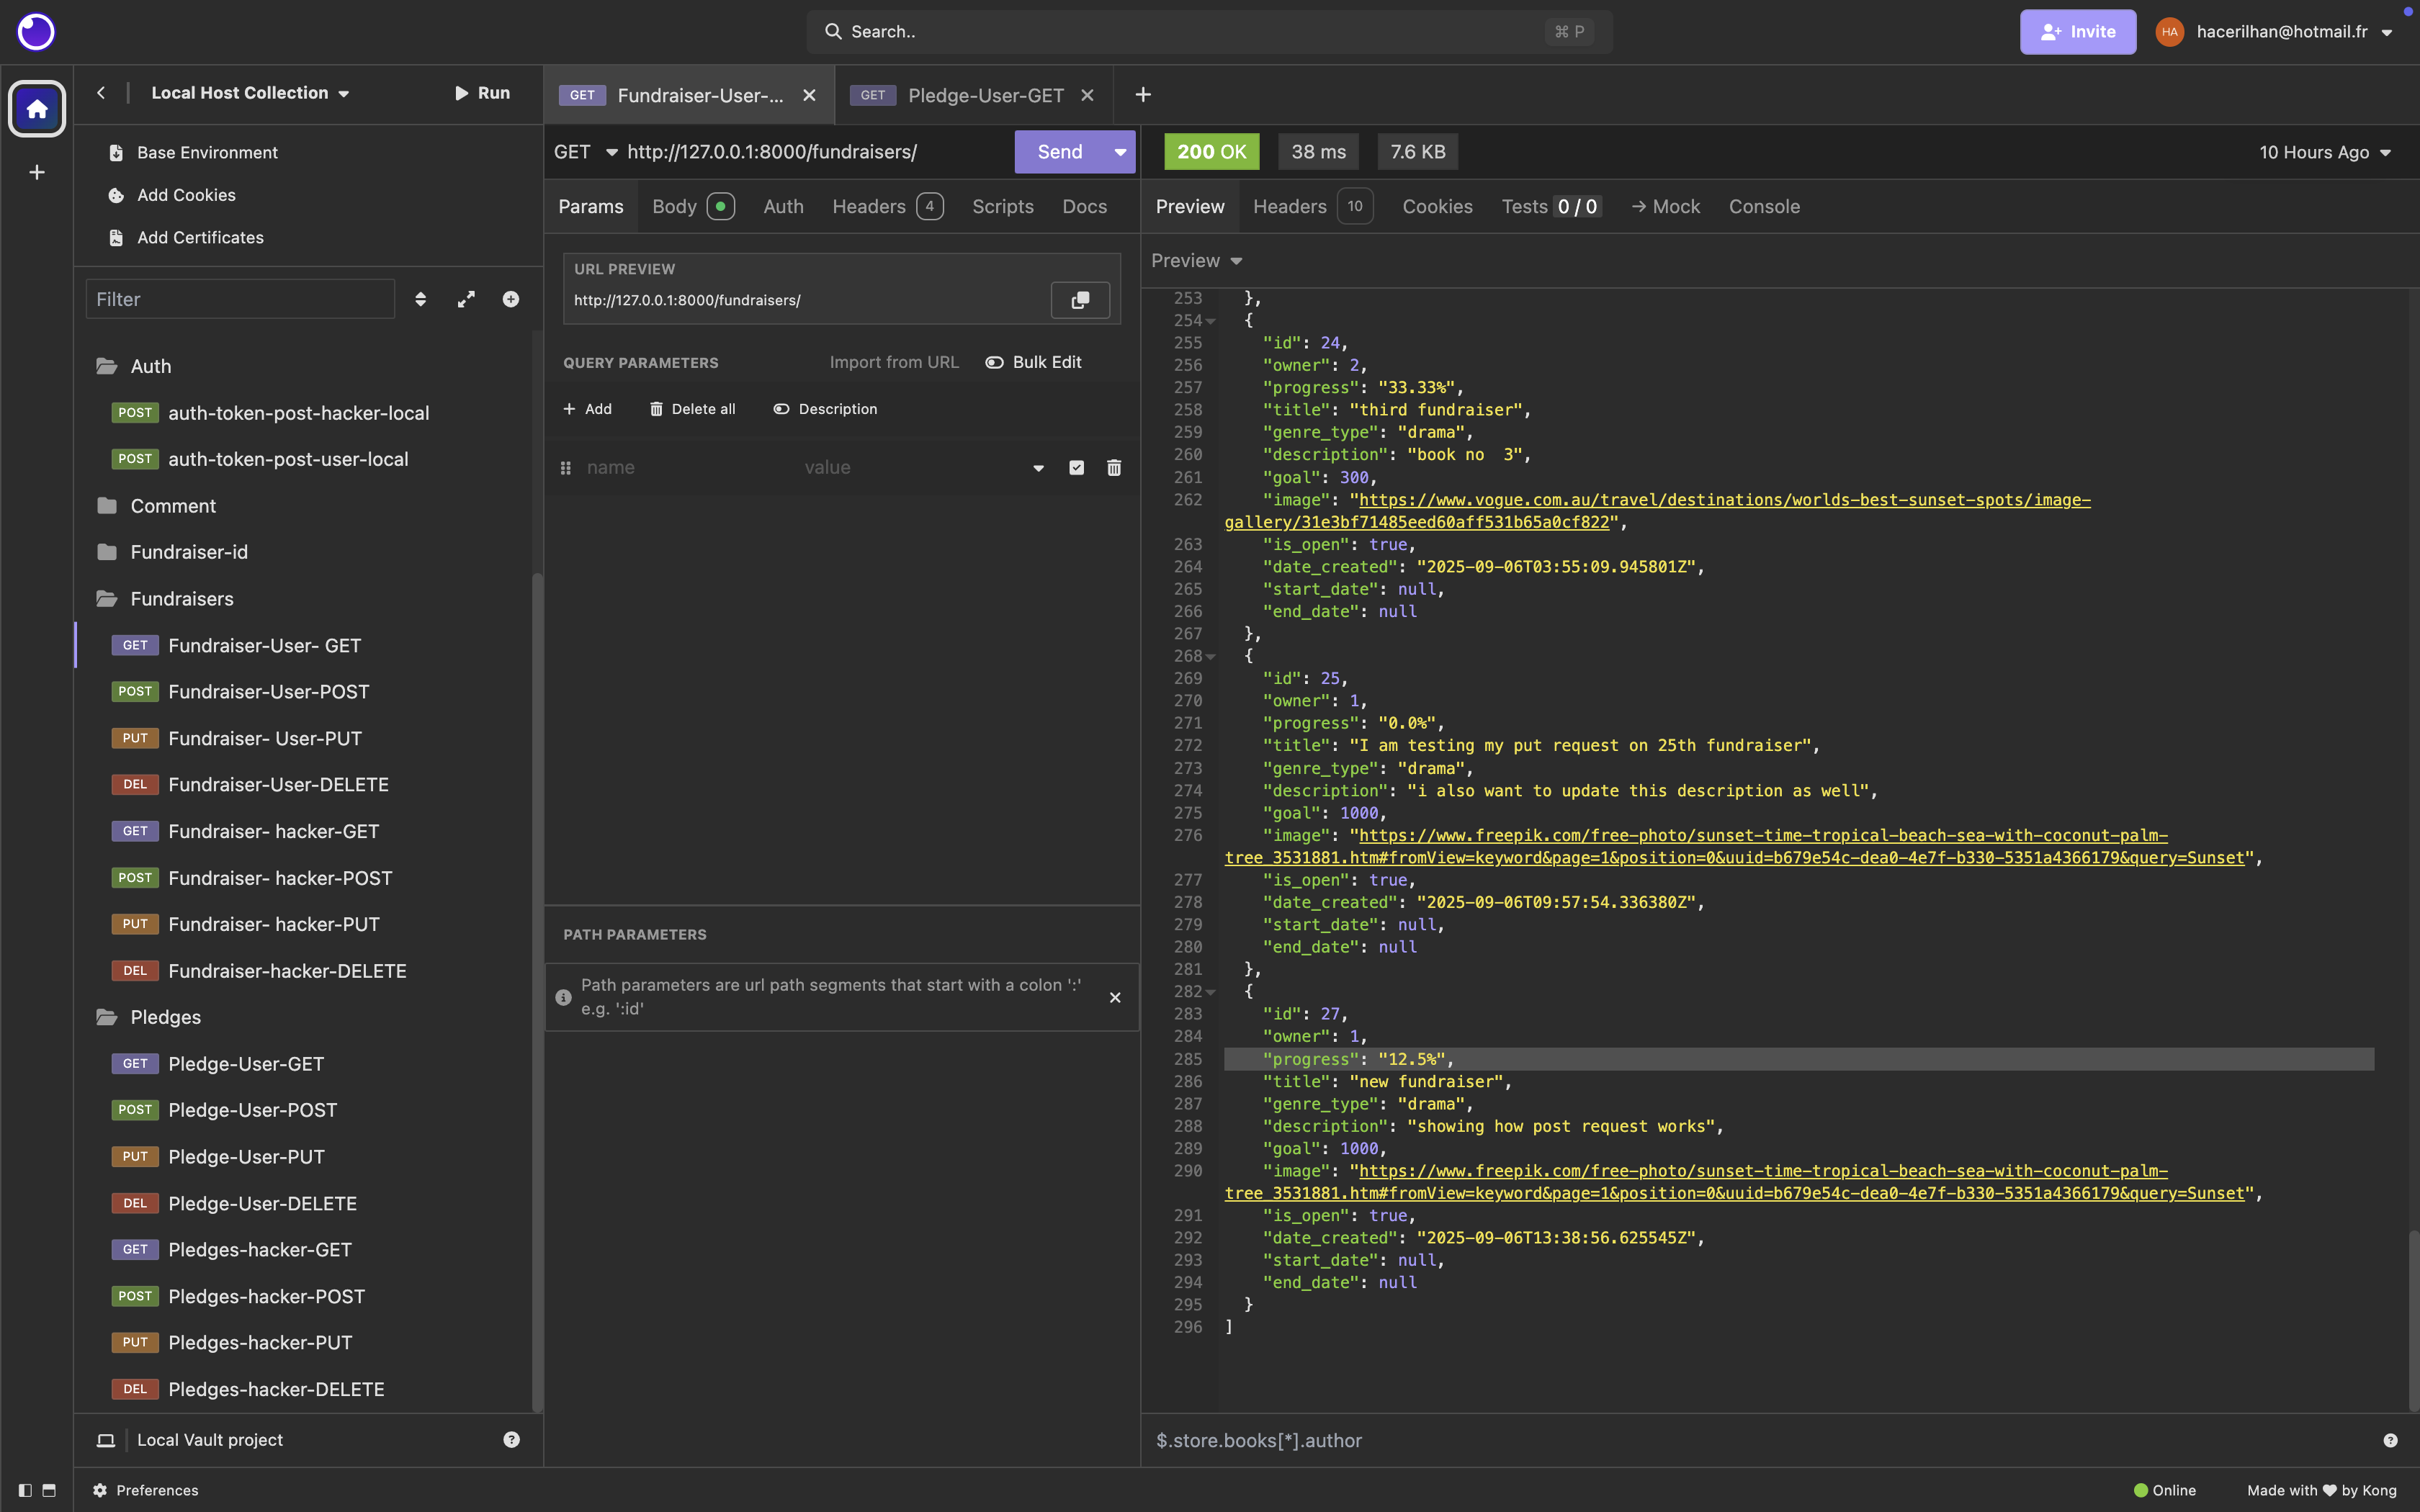 Search..
⌘ P
Invite
HA
hacerilhan@hotmail.fr
Local Host Collection
Run
GET Fundraiser-User-...
GET Pledge-User-GET
Base Environment
Add Cookies
Add Certificates
Filter
Auth
POST auth-token-post-hacker-local
POST auth-token-post-user-local
Comment
Fundraiser-id
Fundraisers
GET Fundraiser-User- GET
POST Fundraiser-User-POST
PUT Fundraiser- User-PUT
DEL Fundraiser-User-DELETE
GET Fundraiser- hacker-GET
POST Fundraiser- hacker-POST
PUT Fundraiser- hacker-PUT
DEL Fundraiser-hacker-DELETE
Pledges
GET Pledge-User-GET
POST Pledge-User-POST
PUT Pledge-User-PUT
DEL Pledge-User-DELETE
GET Pledges-hacker-GET
POST Pledges-hacker-POST
PUT Pledges-hacker-PUT
DEL Pledges-hacker-DELETE
Local Vault project
GET http://127.0.0.1:8000/fundraisers/
Send
Params Body Auth Headers 4 Scripts Docs
URL PREVIEW
http://127.0.0.1:8000/fundraisers/
QUERY PARAMETERS Import from URL Bulk Edit
Add Delete all Description
name value
PATH PARAMETERS
Path parameters are url path segments that start with a colon ':'
e.g. ':id'
200 OK 38 ms 7.6 KB 10 Hours Ago
Preview Headers 10 Cookies Tests 0 / 0 → Mock Console
Preview
253 },
254 {
255 "id": 24,
256 "owner": 2,
257 "progress": "33.33%",
258 "title": "third fundraiser",
259 "genre_type": "drama",
260 "description": "book no  3",
261 "goal": 300,
262 "image": "https://www.vogue.com.au/travel/destinations/worlds-best-sunset-spots/image-
gallery/31e3bf71485eed60aff531b65a0cf822",
263 "is_open": true,
264 "date_created": "2025-09-06T03:55:09.945801Z",
265 "start_date": null,
266 "end_date": null
267 },
268 {
269 "id": 25,
270 "owner": 1,
271 "progress": "0.0%",
272 "title": "I am testing my put request on 25th fundraiser",
273 "genre_type": "drama",
274 "description": "i also want to update this description as well",
275 "goal": 1000,
276 "image": "https://www.freepik.com/free-photo/sunset-time-tropical-beach-sea-with-coconut-palm-
tree_3531881.htm#fromView=keyword&page=1&position=0&uuid=b679e54c-dea0-4e7f-b330-5351a4366179&query=Sunset",
277 "is_open": true,
278 "date_created": "2025-09-06T09:57:54.336380Z",
279 "start_date": null,
280 "end_date": null
281 },
282 {
283 "id": 27,
284 "owner": 1,
285 "progress": "12.5%",
286 "title": "new fundraiser",
287 "genre_type": "drama",
288 "description": "showing how post request works",
289 "goal": 1000,
290 "image": "https://www.freepik.com/free-photo/sunset-time-tropical-beach-sea-with-coconut-palm-
tree_3531881.htm#fromView=keyword&page=1&position=0&uuid=b679e54c-dea0-4e7f-b330-5351a4366179&query=Sunset",
291 "is_open": true,
292 "date_created": "2025-09-06T13:38:56.625545Z",
293 "start_date": null,
294 "end_date": null
295 }
296 ]
$.store.books[*].author
Preferences
Online
Made with ♥ by Kong